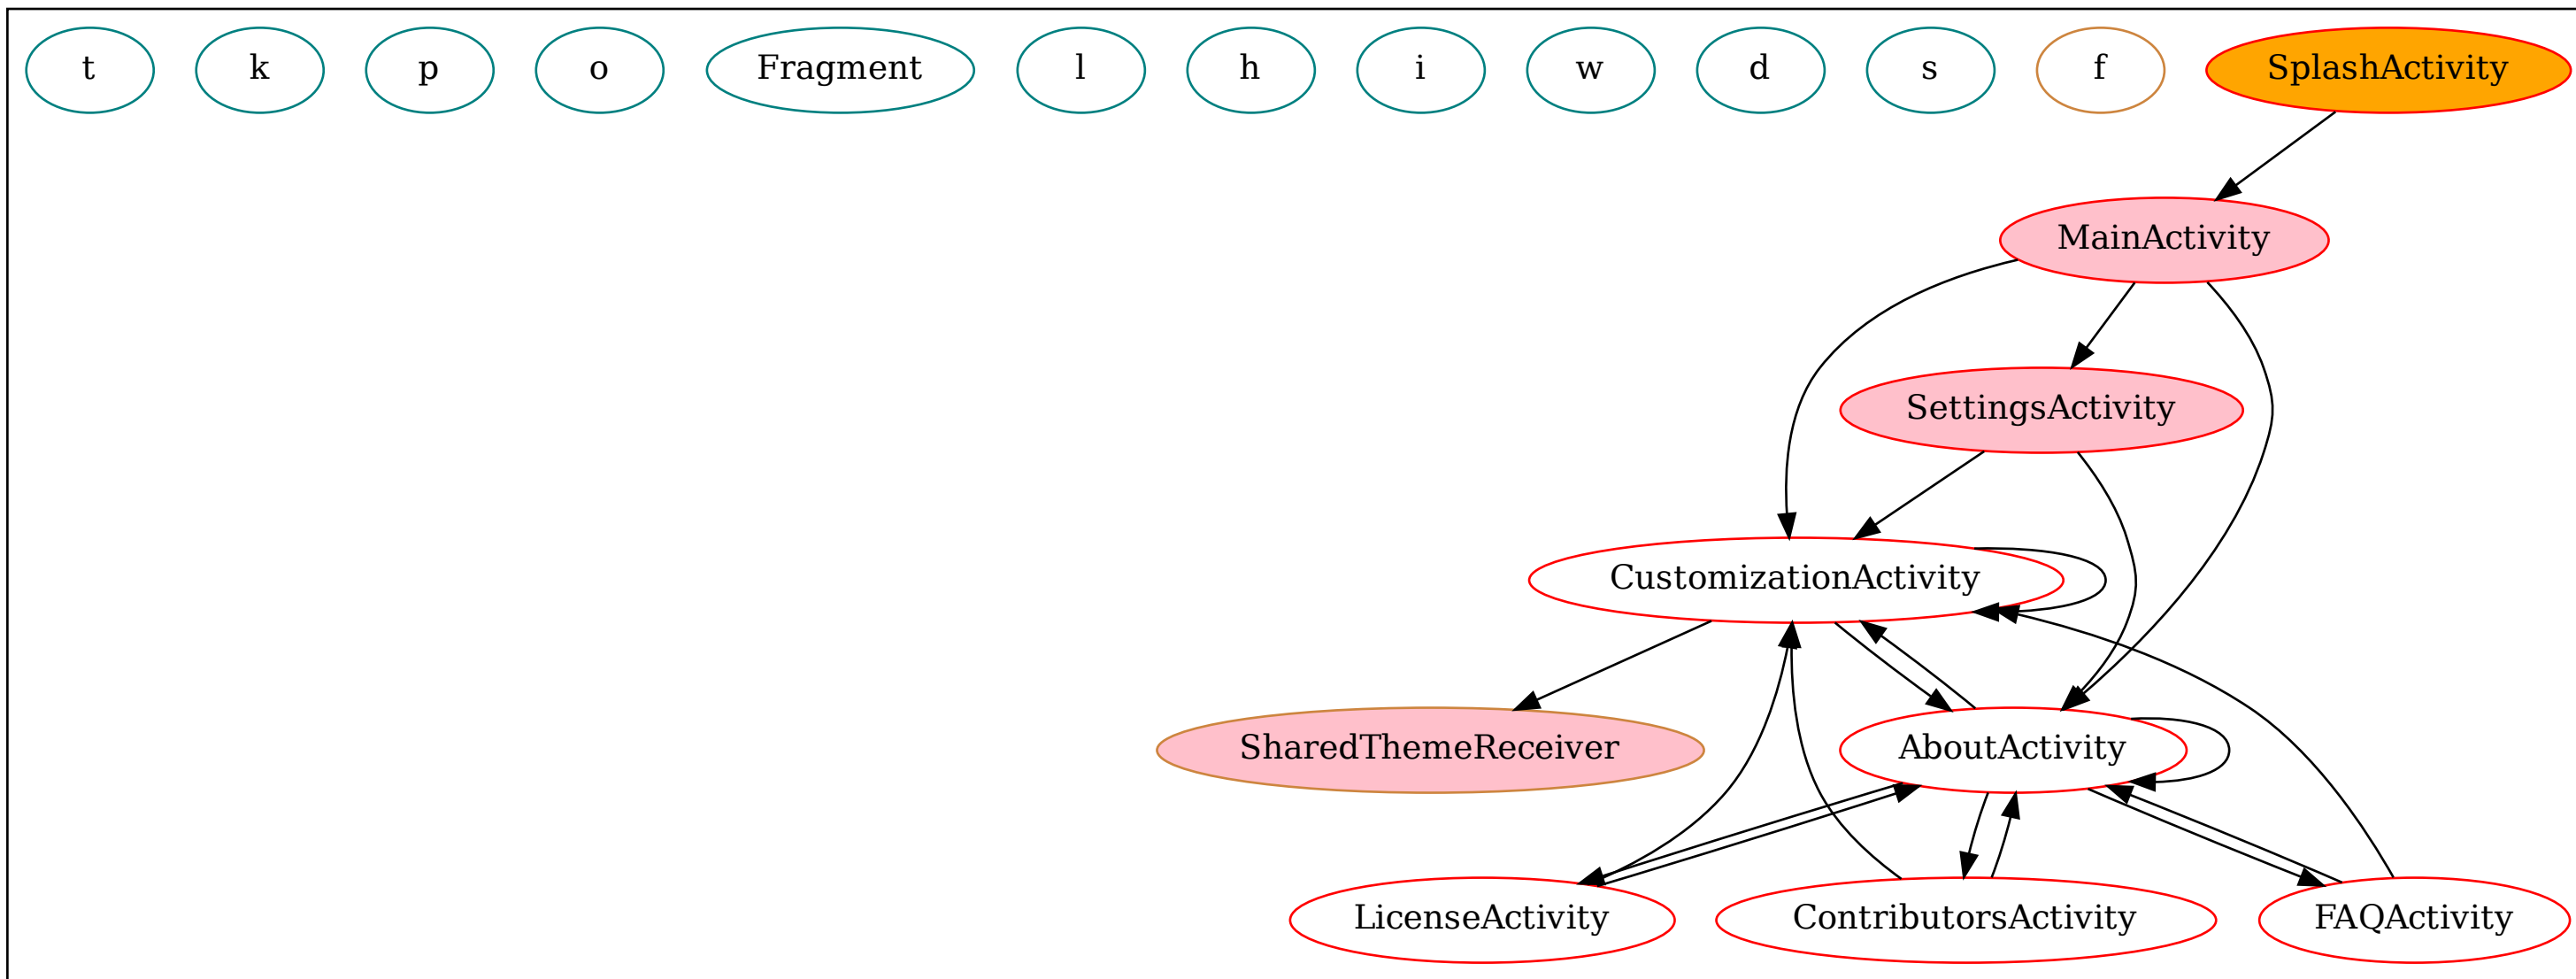 t
k
p
o
Fragment
l
h
i
w
d
s
f
SplashActivity
MainActivity
SettingsActivity
CustomizationActivity
SharedThemeReceiver
AboutActivity
LicenseActivity
ContributorsActivity
FAQActivity